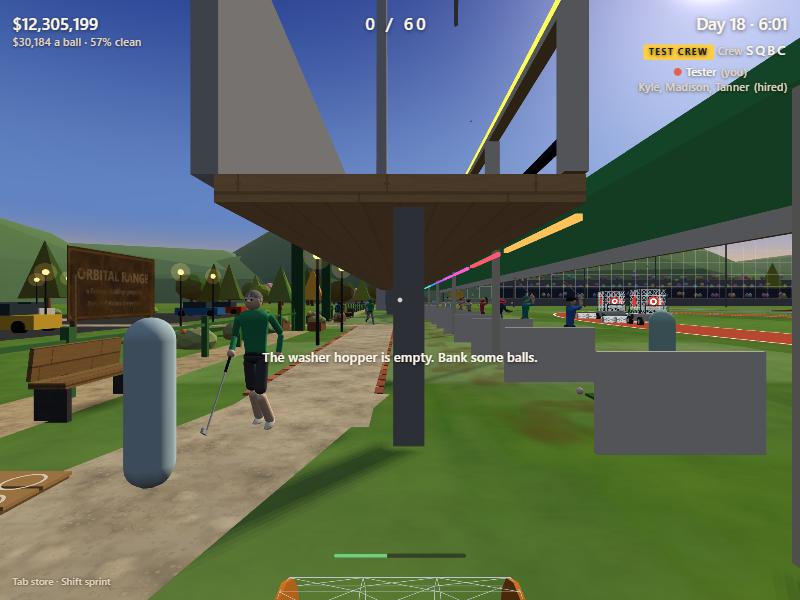 $12,305,199
$30,184 a ball · 57% clean
0 / 60
Day 18 · 6:01
TEST CREW Crew SQBC
Tester (you)
Kyle, Madison, Tanner (hired)
ORBITAL RANGE
The washer hopper is empty. Bank some balls.
Tab store · Shift sprint